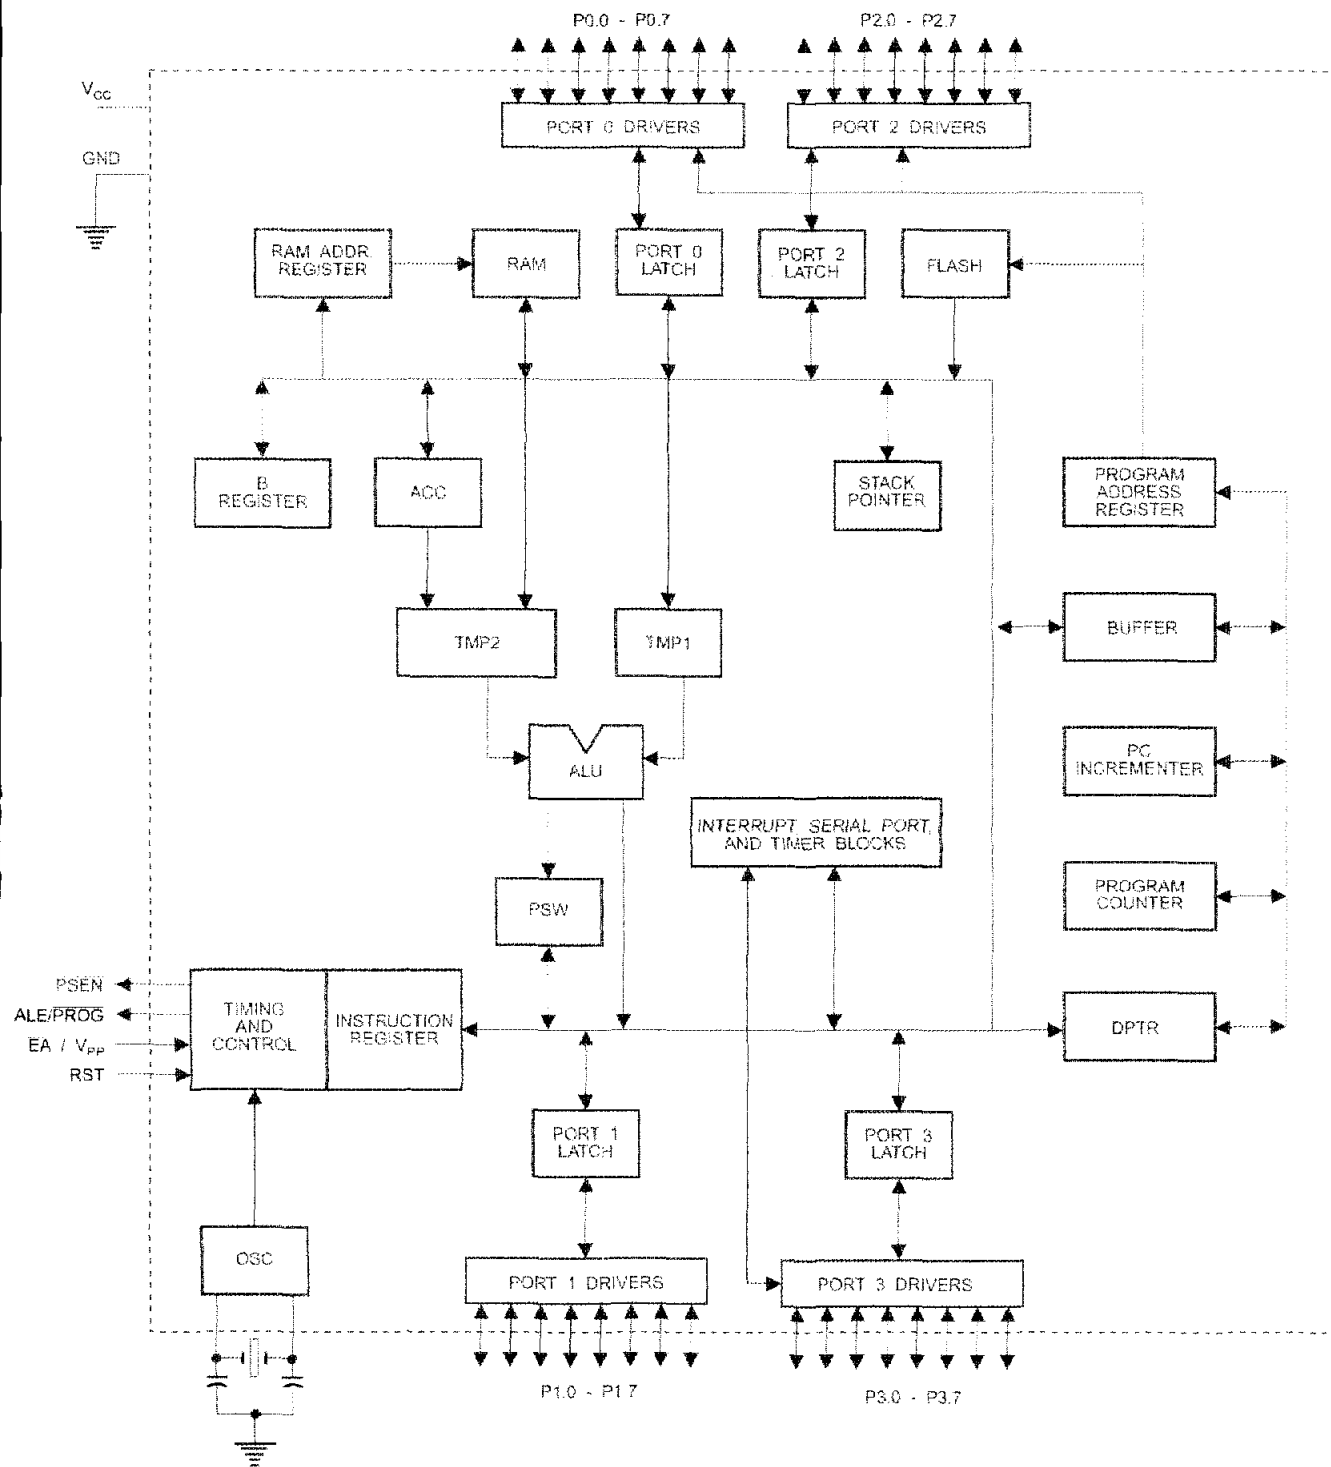 P0.0 - P0.7
P2.0 - P2.7
VCC
PORT 0 DRIVERS
PORT 2 DRIVERS
GND
RAM ADDR.
REGISTER
RAM
PORT 0
LATCH
PORT 2
LATCH
FLASH
B
REGISTER
ACC
STACK
POINTER
PROGRAM
ADDRESS
REGISTER
TMP2
TMP1
BUFFER
ALU
PC
INCREMENTER
INTERRUPT, SERIAL PORT,
AND TIMER BLOCKS
PSW
PROGRAM
COUNTER
PSEN
ALE/PROG
EA / VPP
RST
TIMING
AND
CONTROL
INSTRUCTION
REGISTER
DPTR
PORT 1
LATCH
PORT 3
LATCH
OSC
PORT 1 DRIVERS
PORT 3 DRIVERS
P1.0 - P1.7
P3.0 - P3.7